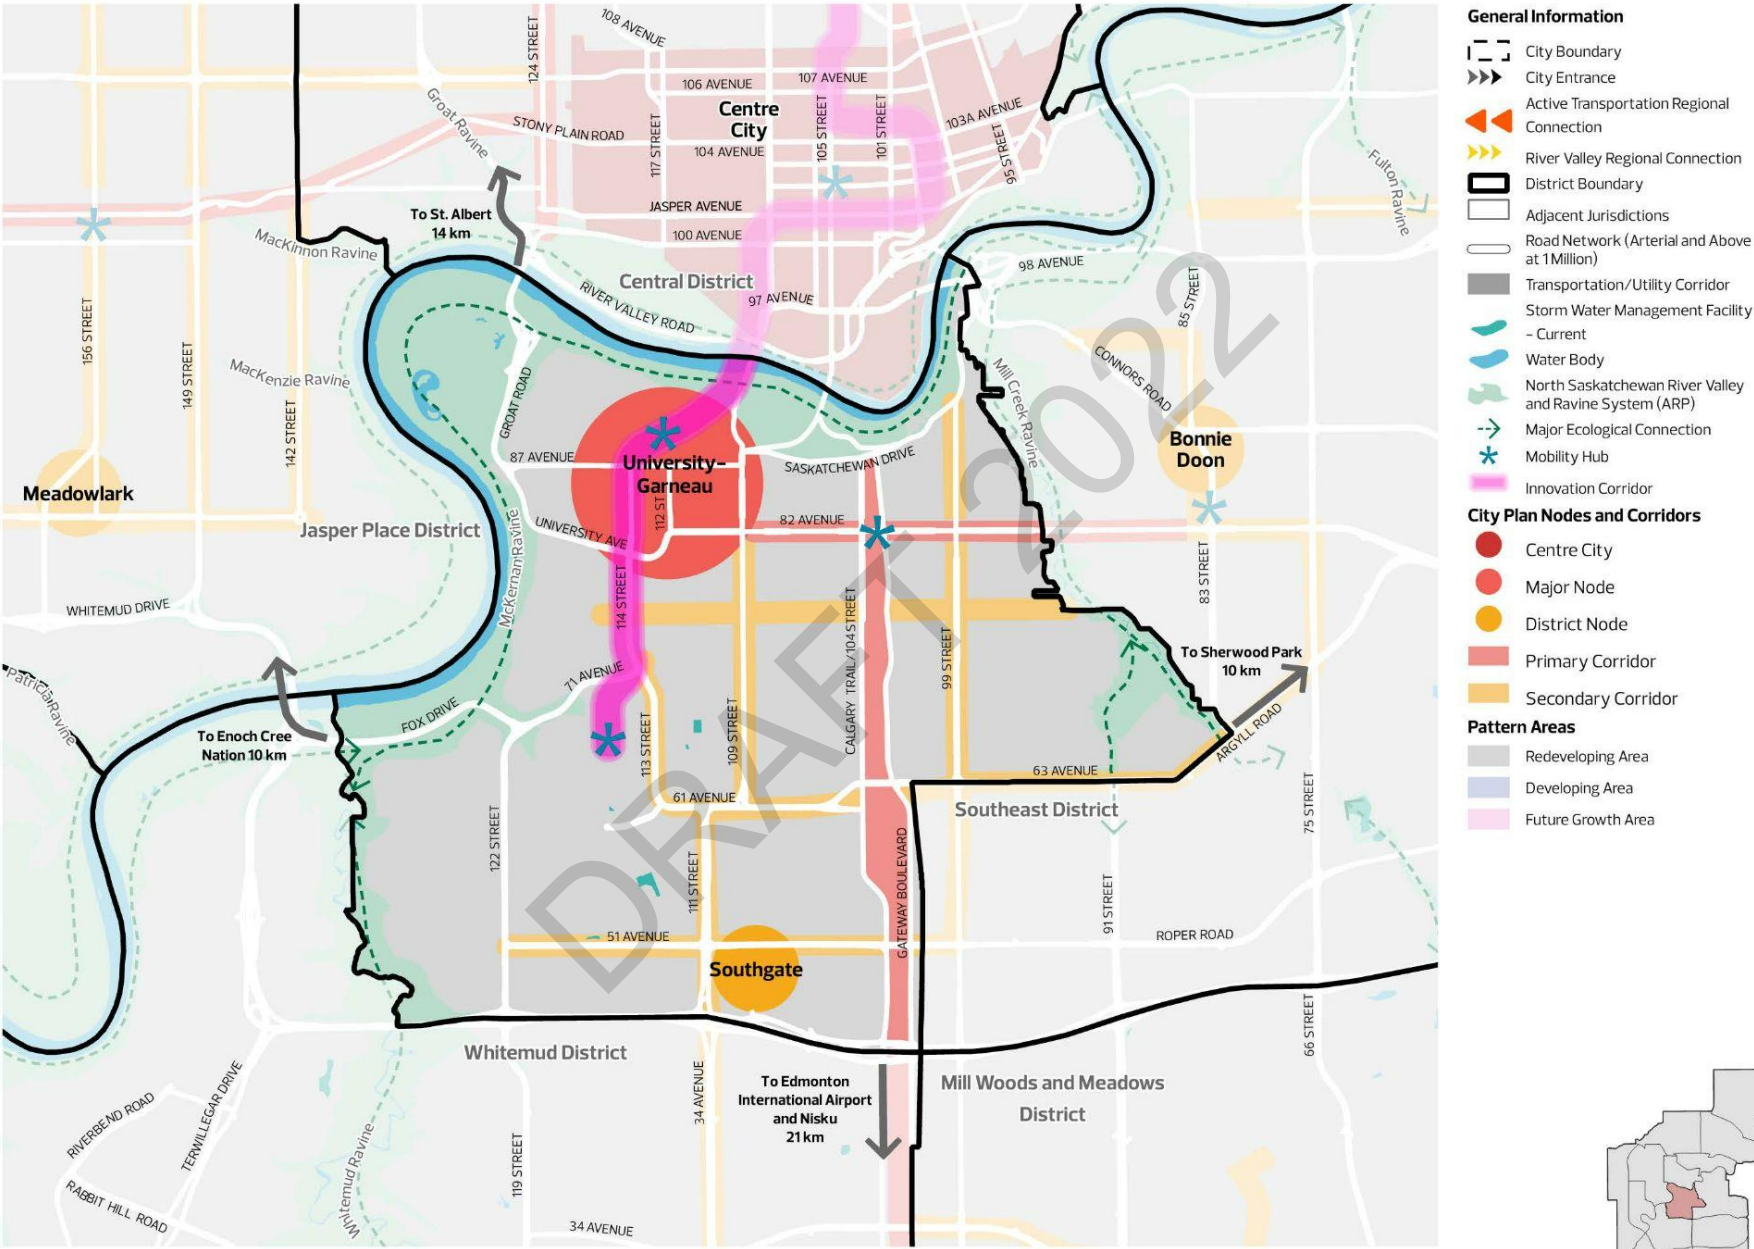 108 AVENUE
124 STREET
106 AVENUE
107 AVENUE
Centre
City
Groat Ravine
STONY PLAIN ROAD
117 STREET
104 AVENUE
105 STREET
101 STREET
103A AVENUE
95 STREET
Fulton Ravine
To St. Albert
14 km
JASPER AVENUE
100 AVENUE
MacKinnon Ravine
98 AVENUE
Central District
RIVER VALLEY ROAD
97 AVENUE
85 STREET
156 STREET
149 STREET
MacKenzie Ravine
142 STREET
GROAT ROAD
Mill Creek Ravine
CONNORS ROAD
Bonnie
Doon
87 AVENUE
University-
Garneau
SASKATCHEWAN DRIVE
Meadowlark
Jasper Place District
McKernan Ravine
UNIVERSITY AVE
112 ST
82 AVENUE
83 STREET
WHITEMUD DRIVE
114 STREET
CALGARY TRAIL/104 STREET
99 STREET
To Sherwood Park
10 km
Patricia Ravine
71 AVENUE
FOX DRIVE
To Enoch Cree
Nation 10 km
113 STREET
109 STREET
ARGYLL ROAD
63 AVENUE
61 AVENUE
Southeast District
75 STREET
122 STREET
111 STREET
GATEWAY BOULEVARD
91 STREET
51 AVENUE
ROPER ROAD
Southgate
66 STREET
Whitemud District
To Edmonton
International Airport
and Nisku
21 km
Mill Woods and Meadows
District
34 AVENUE
RIVERBEND ROAD
TERWILLEGAR DRIVE
Whitemud Ravine
119 STREET
RABBIT HILL ROAD
34 AVENUE
DRAFT 2022
General Information
City Boundary
City Entrance
Active Transportation Regional
Connection
River Valley Regional Connection
District Boundary
Adjacent Jurisdictions
Road Network (Arterial and Above
at 1 Million)
Transportation/Utility Corridor
Storm Water Management Facility
- Current
Water Body
North Saskatchewan River Valley
and Ravine System (ARP)
Major Ecological Connection
Mobility Hub
Innovation Corridor
City Plan Nodes and Corridors
Centre City
Major Node
District Node
Primary Corridor
Secondary Corridor
Pattern Areas
Redeveloping Area
Developing Area
Future Growth Area